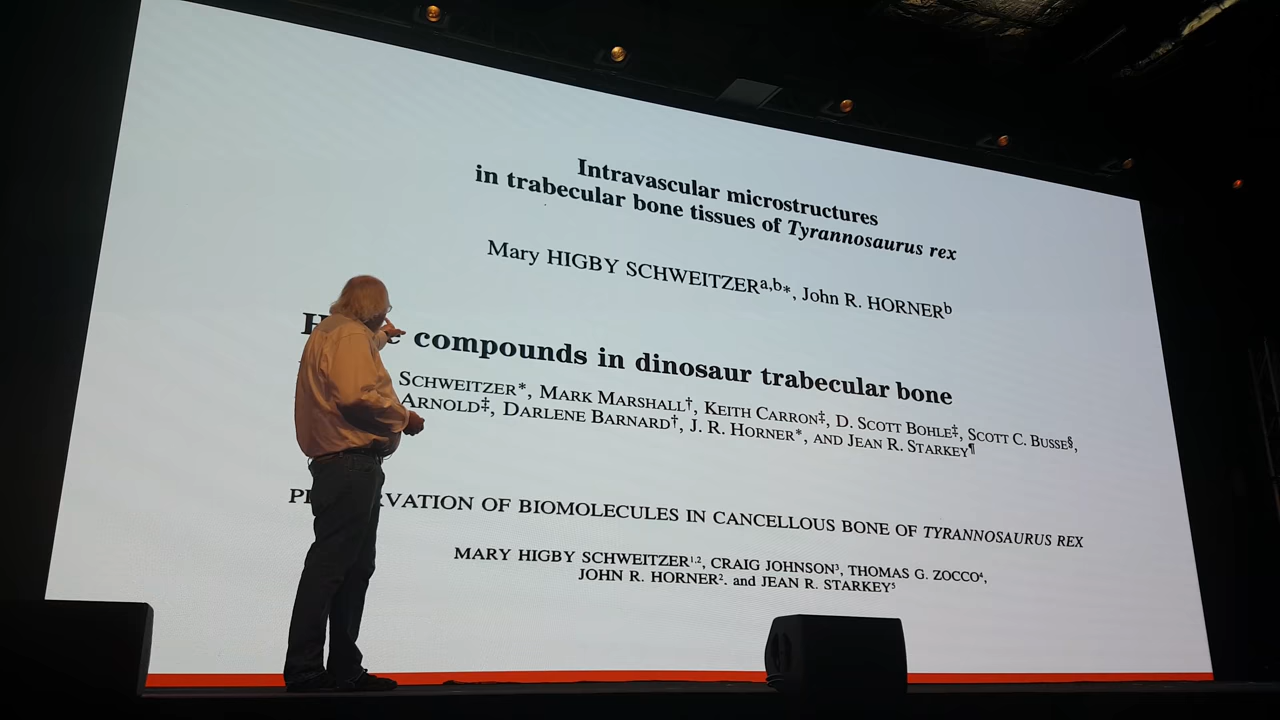 Intravascular microstructures
in trabecular bone tissues of Tyrannosaurus rex
Mary HIGBY SCHWEITZERa,b*, John R. HORNERb
compounds in dinosaur trabecular bone
SCHWEITZER*, MARK MARSHALL†, KEITH CARRON‡, D. SCOTT BOHLE‡, SCOTT C. BUSSE§,
ARNOLD‡, DARLENE BARNARD†, J. R. HORNER*, AND JEAN R. STARKEY¶
OF BIOMOLECULES IN CANCELLOUS BONE OF TYRANNOSAURUS REX
MARY HIGBY SCHWEITZER1,2, CRAIG JOHNSON3, THOMAS G. ZOCCO4,
JOHN R. HORNER2. and JEAN R. STARKEY5